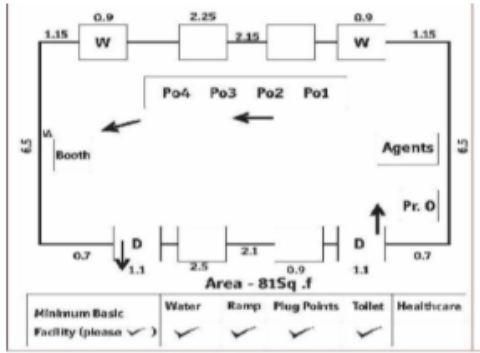 0.9 2.25 0.9
1.15 W 2.15 W 1.15
Po4 Po3 Po2 Po1
6.5 Booth Agents 6.5
Pr. O
D D
0.7 1.1 2.5 2.1 0.9 1.1 0.7
Area - 81Sq .f
Minimum Basic Facility (please ✓ )
Water Ramp Plug Points Toilet Healthcare
✓ ✓ ✓ ✓